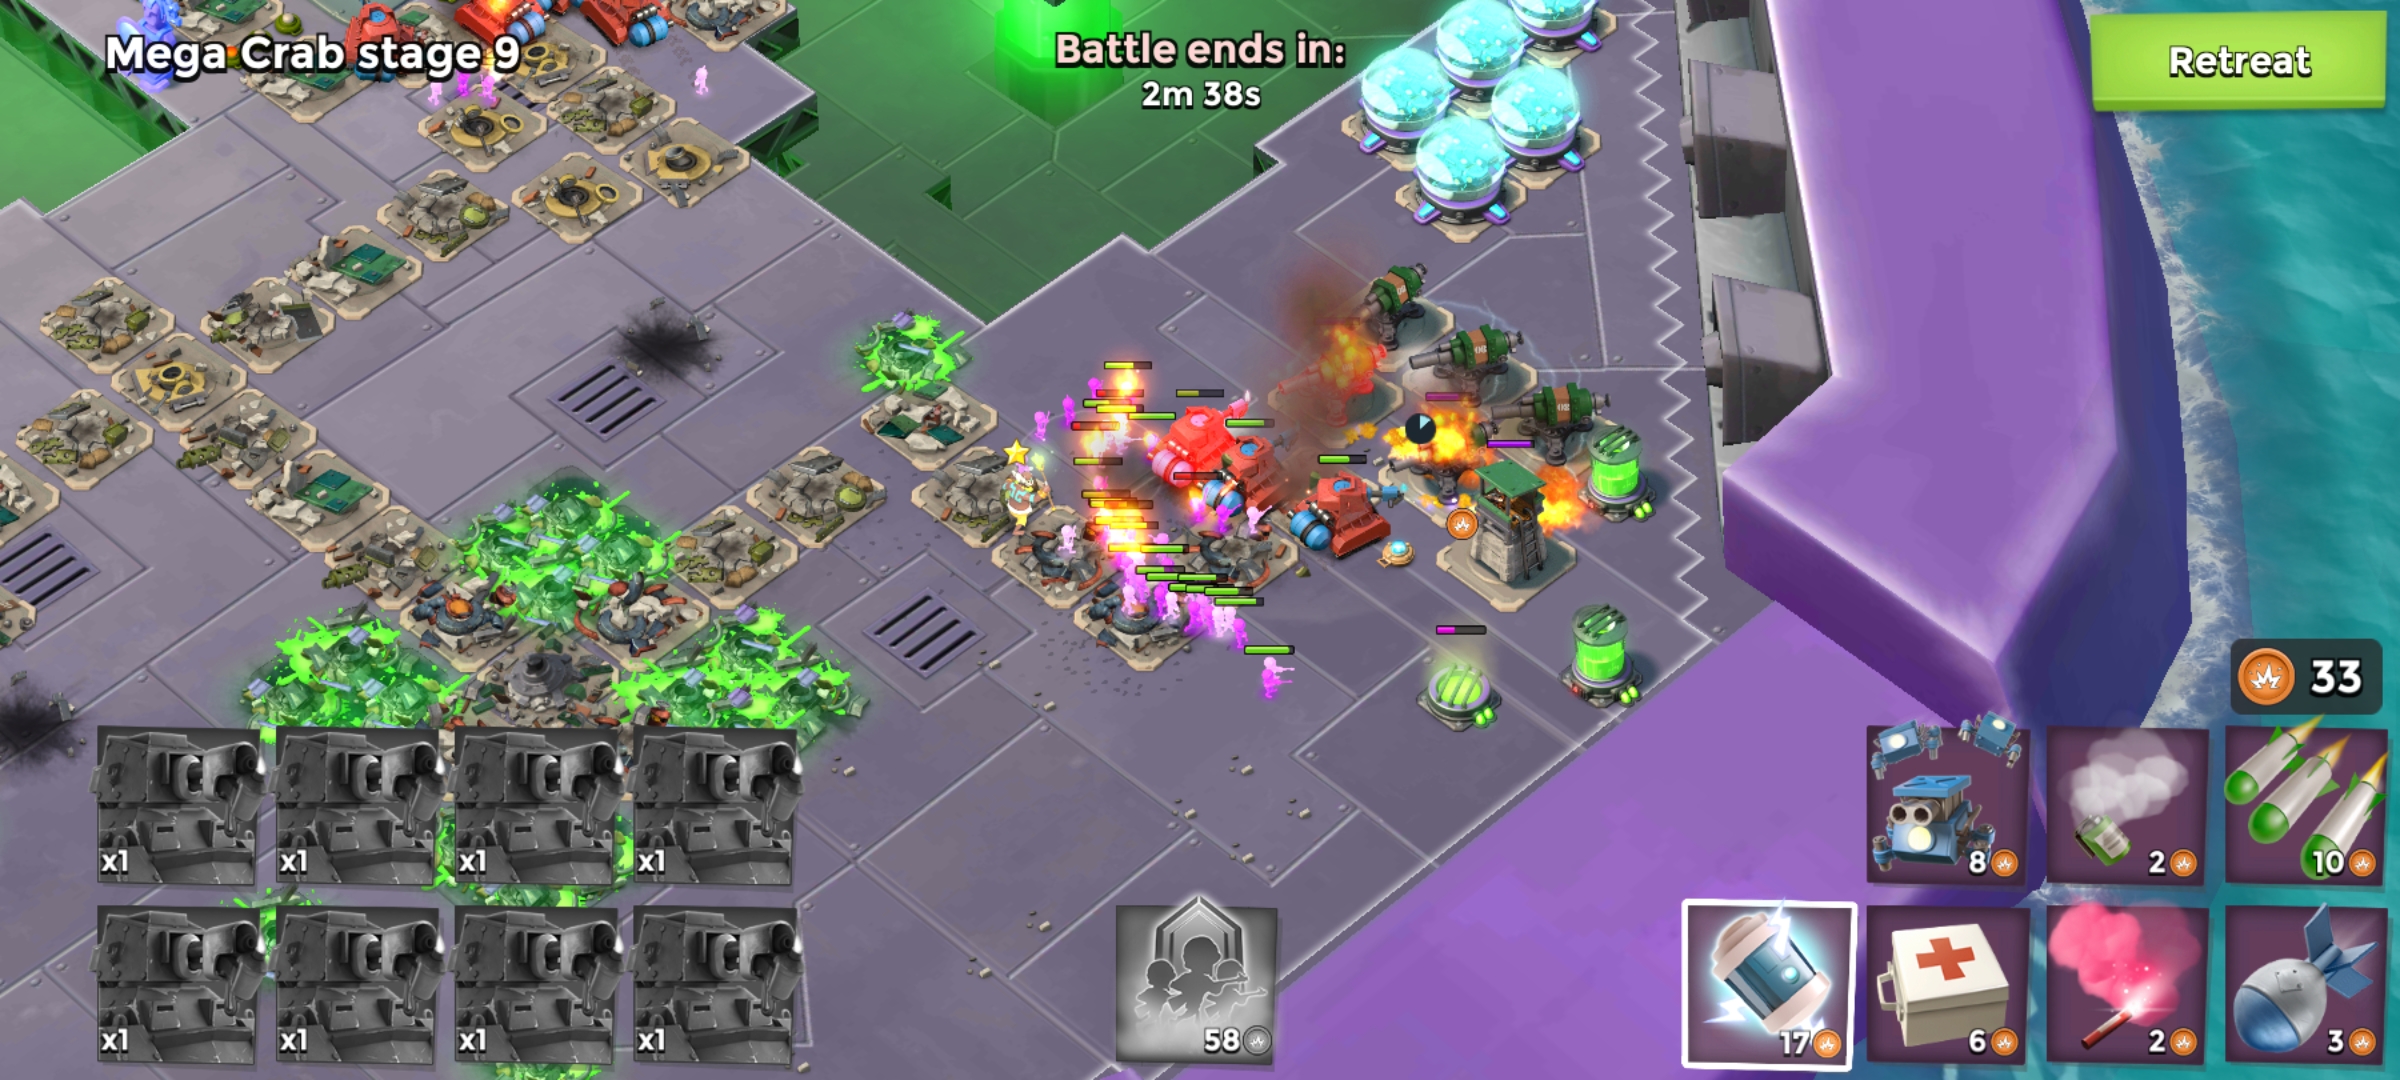 Mega Crab stage 9
Battle ends in:
2m 38s
Retreat
33
8
2
10
x1
x1
x1
x1
x1
x1
x1
x1
58
17
6
2
3